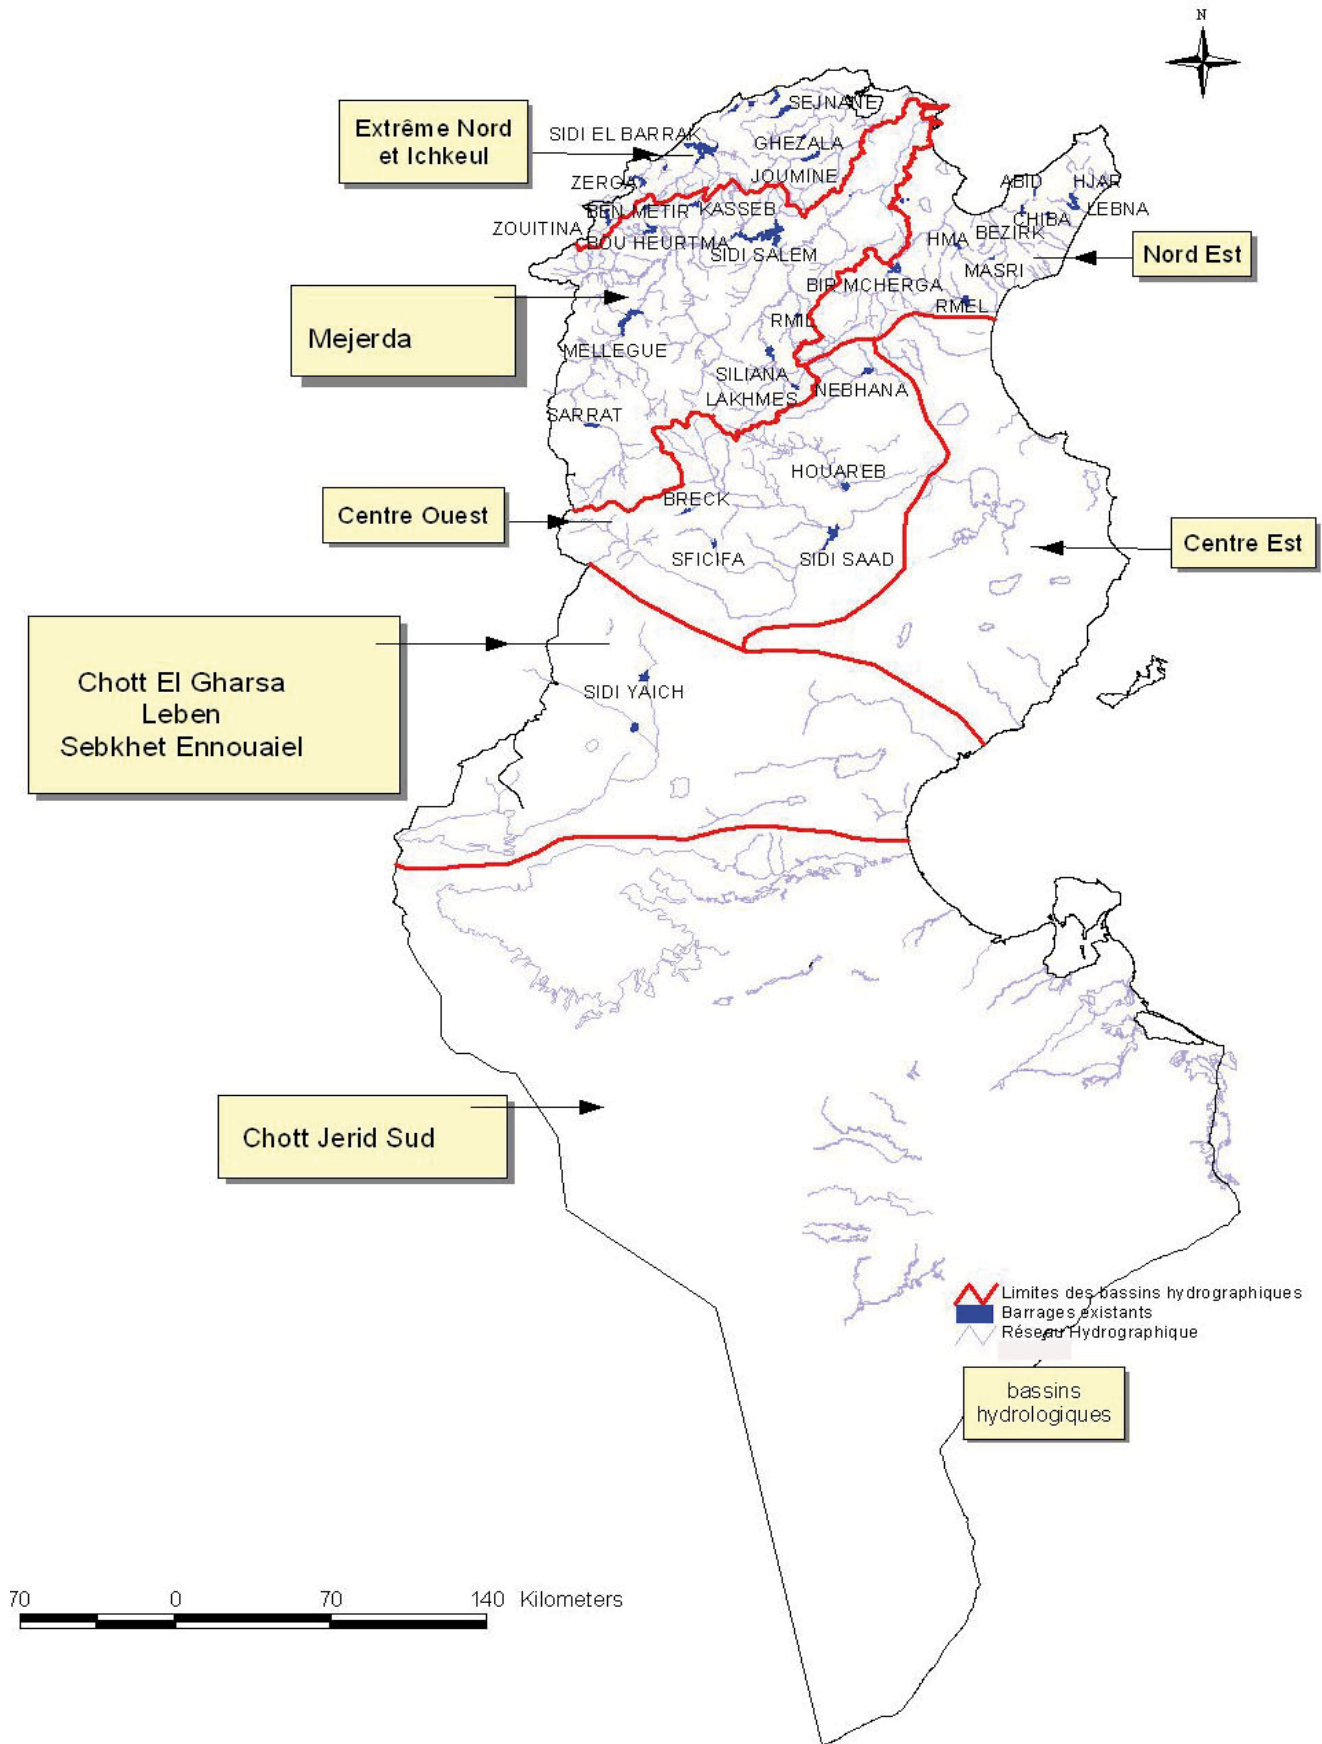 N
SEJNANE
Extrême Nord
et Ichkeul
SIDI EL BARRAK
GHEZALA
JOUMINE
ZERGA
ABID
HJAR
BEN METIR
KASSEB
LEBNA
CHIBA
ZOUITINA
BEZIRK
HMA
BOU HEURTMA
SIDI SALEM
Nord Est
MASRI
BIR MCHERGA
RMEL
Mejerda
RMIL
MELLEGUE
SILIANA
NEBHANA
LAKHMES
SARRAT
HOUAREB
BRECK
Centre Ouest
Centre Est
SFICIFA
SIDI SAAD
Chott El Gharsa
Leben
Sebkhet Ennouaiel
SIDI YAICH
Chott Jerid Sud
Limites des bassins hydrographiques
Barrages existants
Réseau Hydrographique
bassins
hydrologiques
70 0 70 140 Kilometers